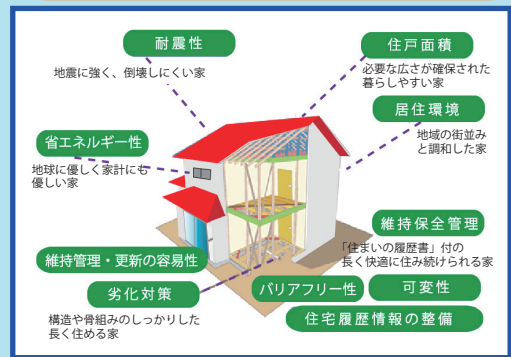 耐震性
地震に強く、倒壊しにくい家
住戸面積
必要な広さが確保された
暮らしやすい家
居住環境
地域の街並み
と調和した家
省エネルギー性
地球に優しく家計にも
優しい家
維持保全管理
「住まいの履歴書」付の
長く快適に住み続けられる家
維持管理・更新の容易性
劣化対策
構造や骨組みのしっかりした
長く住める家
バリアフリー性
可変性
住宅履歴情報の整備